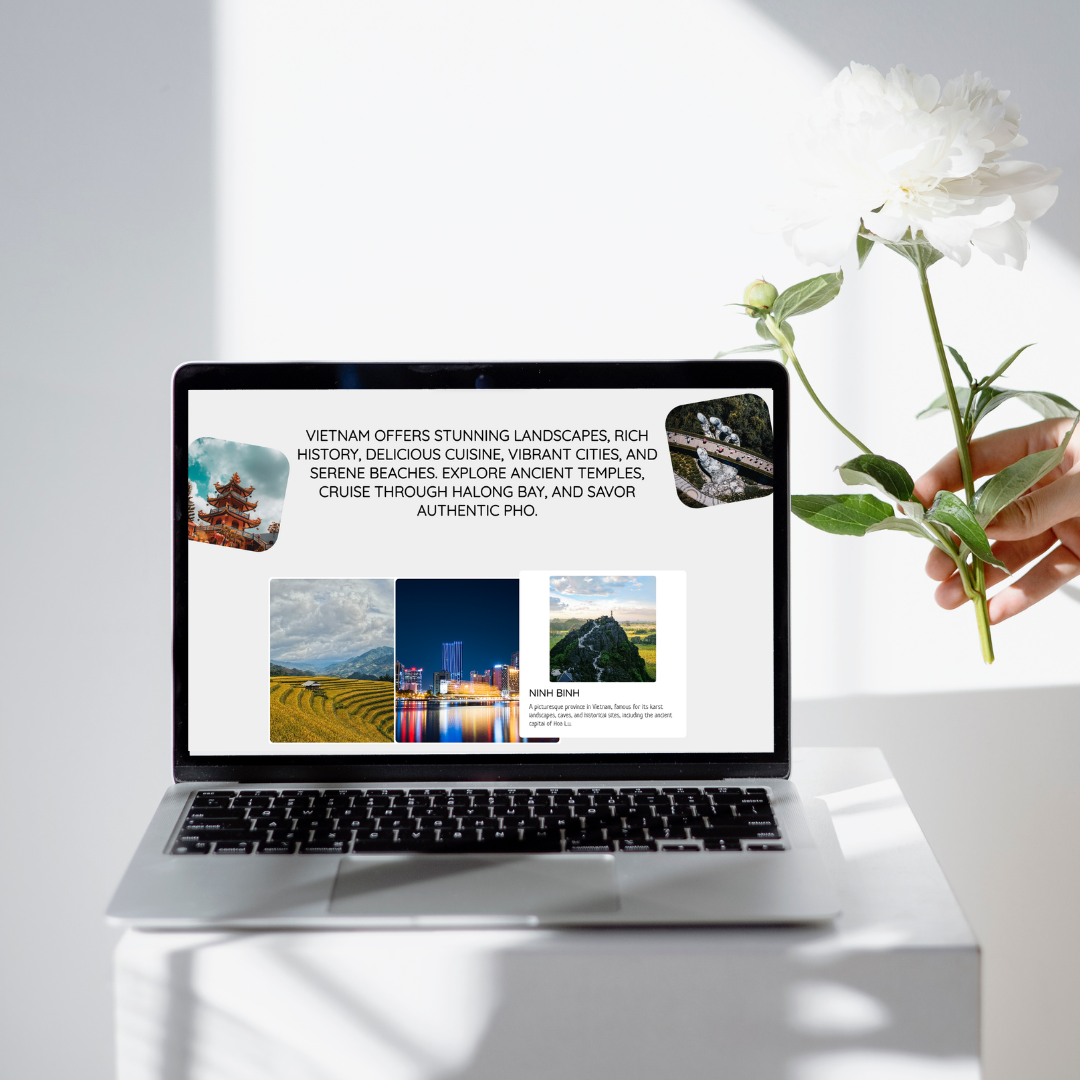 VIETNAM OFFERS STUNNING LANDSCAPES, RICH
HISTORY, DELICIOUS CUISINE, VIBRANT CITIES, AND
SERENE BEACHES. EXPLORE ANCIENT TEMPLES,
CRUISE THROUGH HALONG BAY, AND SAVOR
AUTHENTIC PHO.
NINH BINH
A picturesque province in Vietnam, famous for its karst
landscapes, caves, and historical sites, including the ancient
capital of Hoa Lu.